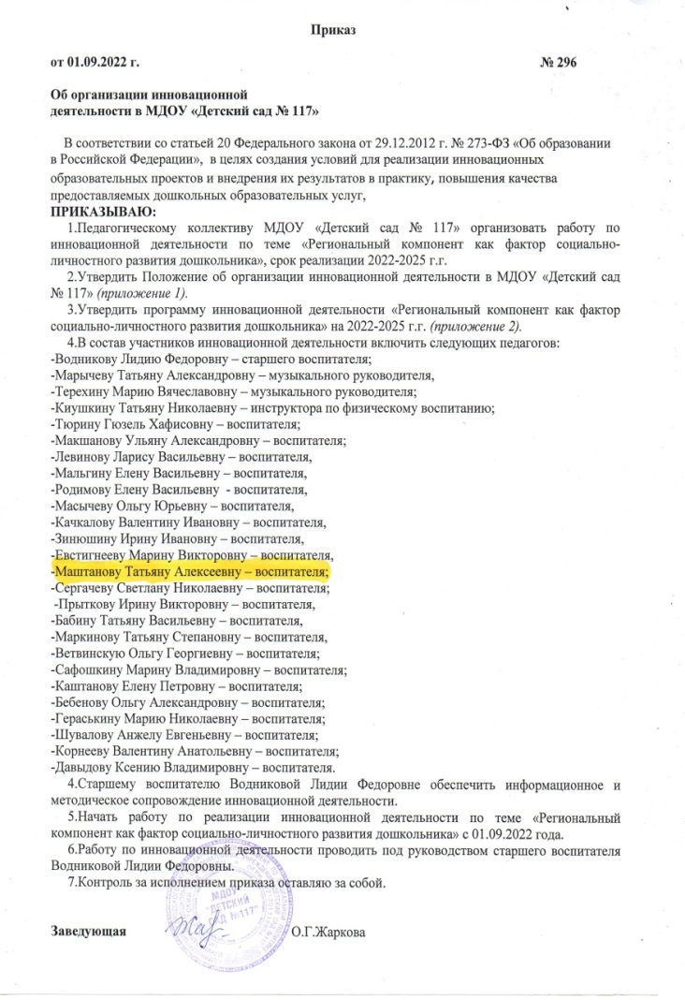 Приказ
от 01.09.2022 г. № 296
Об организации инновационной
деятельности в МДОУ «Детский сад № 117»
В соответствии со статьей 20 Федерального закона от 29.12.2012 г. № 273-ФЗ «Об образовании
в Российской Федерации», в целях создания условий для реализации инновационных
образовательных проектов и внедрения их результатов в практику, повышения качества
предоставляемых дошкольных образовательных услуг,
ПРИКАЗЫВАЮ:
1.Педагогическому коллективу МДОУ «Детский сад № 117» организовать работу по
инновационной деятельности по теме «Региональный компонент как фактор социально-
личностного развития дошкольника», срок реализации 2022-2025 г.г.
2.Утвердить Положение об организации инновационной деятельности в МДОУ «Детский сад
№ 117» (приложение 1).
3.Утвердить программу инновационной деятельности «Региональный компонент как фактор
социально-личностного развития дошкольника» на 2022-2025 г.г. (приложение 2).
4.В состав участников инновационной деятельности включить следующих педагогов:
-Водникову Лидию Федоровну – старшего воспитателя;
-Марычеву Татьяну Александровну – музыкального руководителя,
-Терехину Марию Вячеславовну – музыкального руководителя;
-Киушкину Татьяну Николаевну – инструктора по физическому воспитанию;
-Тюрину Гюзель Хафисовну – воспитателя;
-Макшанову Ульяну Александровну – воспитателя;
-Левинову Ларису Васильевну – воспитателя,
-Мальгину Елену Васильевну – воспитателя,
-Родимову Елену Васильевну - воспитателя,
-Масычеву Ольгу Юрьевну – воспитателя,
-Качкалову Валентину Ивановну – воспитателя,
-Зинюшину Ирину Ивановну – воспитателя,
-Евстигнееву Марину Викторовну – воспитателя,
-Маштанову Татьяну Алексеевну – воспитателя;
-Сергачеву Светлану Николаевну – воспитателя;
-Прыткову Ирину Викторовну – воспитателя,
-Бабину Татьяну Васильевну – воспитателя;
-Маркинову Татьяну Степановну – воспитателя,
-Ветвинскую Ольгу Георгиевну – воспитателя;
-Сафошкину Марину Владимировну – воспитателя;
-Каштанову Елену Петровну – воспитателя;
-Бебенову Ольгу Александровну – воспитателя;
-Гераськину Марию Николаевну – воспитателя;
-Шувалову Анжелу Евгеньевну – воспитателя;
-Корнееву Валентину Анатольевну – воспитателя;
-Давыдову Ксению Владимировну – воспитателя.
4.Старшему воспитателю Водниковой Лидии Федоровне обеспечить информационное и
методическое сопровождение инновационной деятельности.
5.Начать работу по реализации инновационной деятельности по теме «Региональный
компонент как фактор социально-личностного развития дошкольника» с 01.09.2022 года.
6.Работу по инновационной деятельности проводить под руководством старшего воспитателя
Водниковой Лидии Федоровны.
7.Контроль за исполнением приказа оставляю за собой.
МДОУ
"ДЕТСКИЙ
САД №117"
Заведующая О.Г.Жаркова